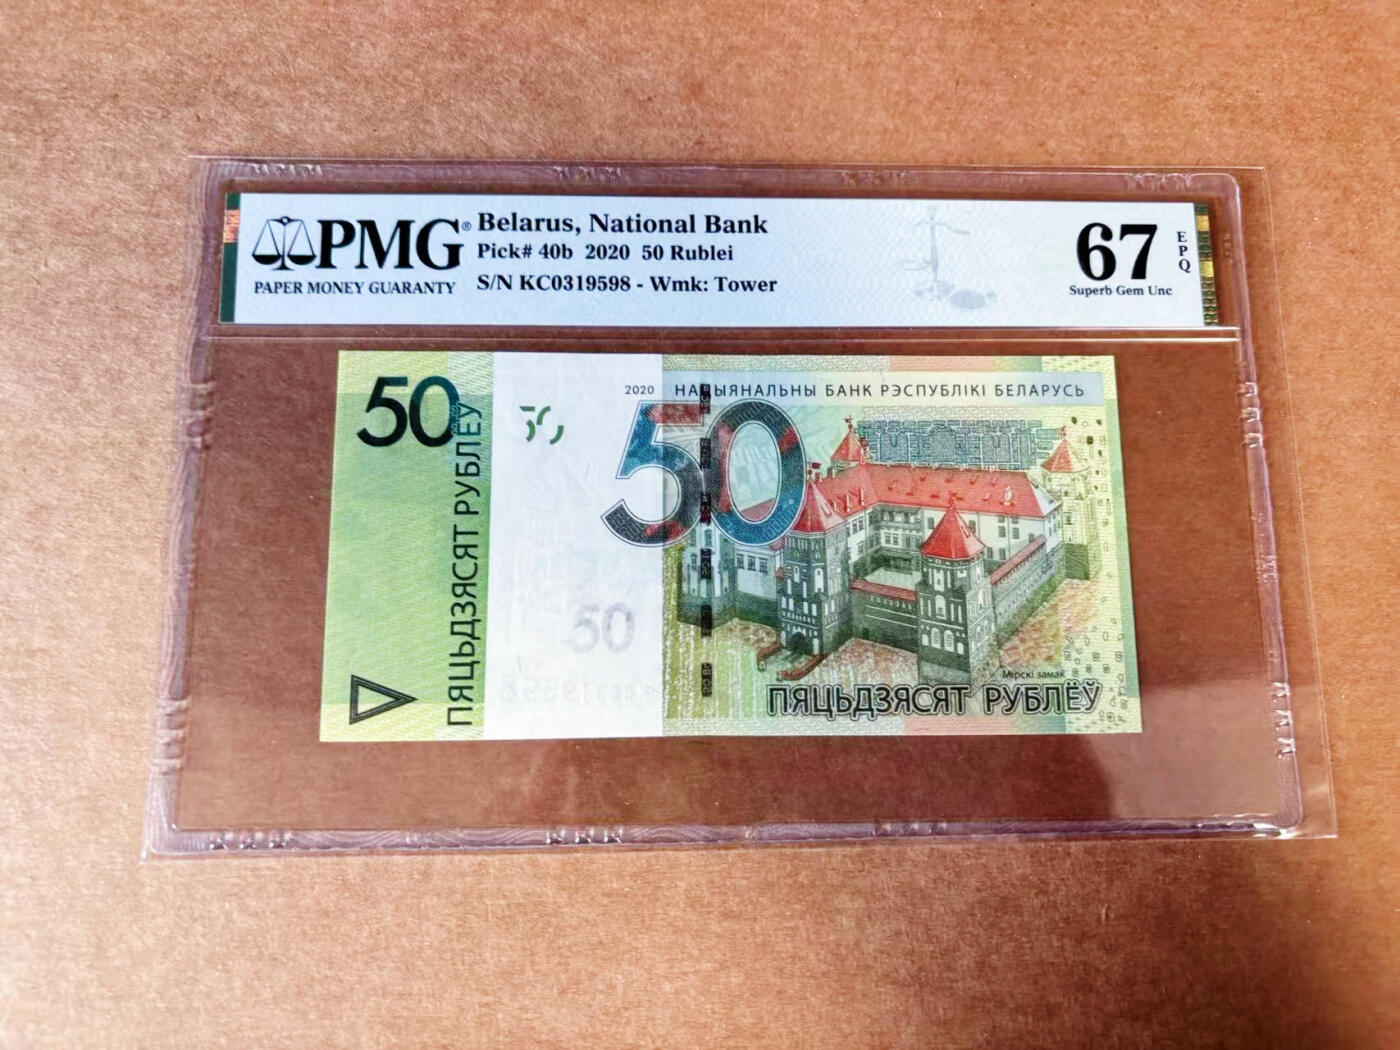 PMG®
PAPER MONEY GUARANTY
Belarus, National Bank
Pick# 40b 2020 50 Rublei
S/N KC0319598 - Wmk: Tower
67
EPQ
Superb Gem Unc
50
ПЯЦЬДЗЯСЯТ РУБЛЁЎ
50
2020
НАЦЫЯНАЛЬНЫ БАНК РЭСПУБЛІКІ БЕЛАРУСЬ
50
50
Мірскі замак
ПЯЦЬДЗЯСЯТ РУБЛЁЎ